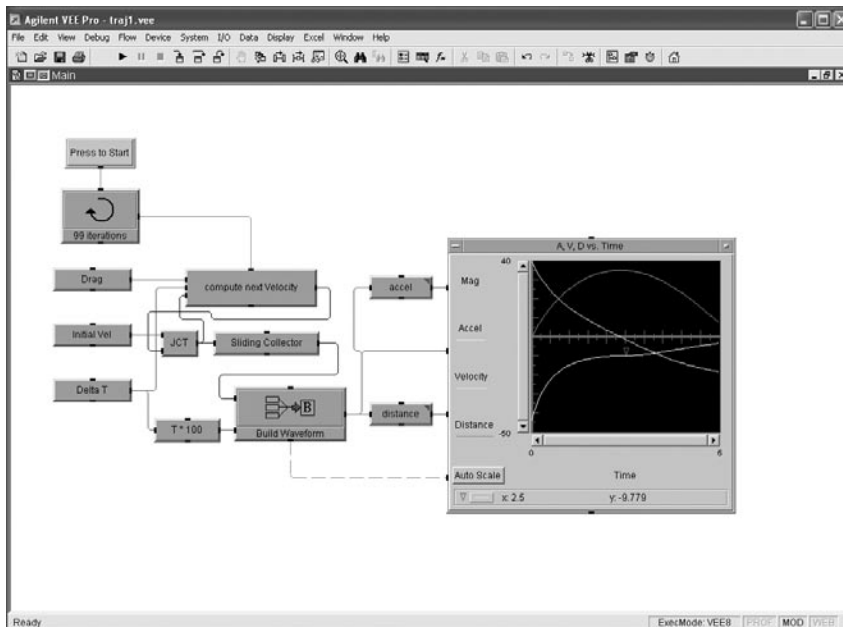 Agilent VEE Pro - traj1.vee
File Edit View Debug Flow Device System I/O Data Display Excel Window Help
Main
Press to Start
99 iterations
A, V, D vs. Time
Drag
compute next Velocity
accel
40
Mag
Accel
Initial Vel
JCT
Sliding Collector
Velocity
Delta T
distance
Distance
T * 100
B
Build Waveform
-50
0
6
Auto Scale
Time
x: 2.5
y: -9.779
Ready
ExecMode: VEE8
PROF
MOD
WEB